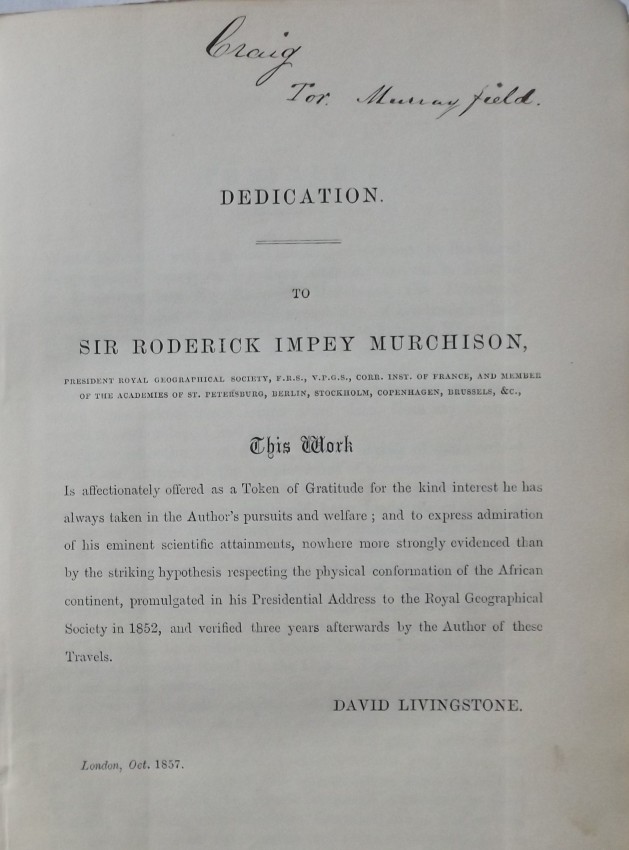 Craig
Tor. Murrayfield.
DEDICATION.
TO
SIR RODERICK IMPEY MURCHISON,
PRESIDENT ROYAL GEOGRAPHICAL SOCIETY, F.R.S., V.P.G.S., CORR. INST. OF FRANCE, AND MEMBER
OF THE ACADEMIES OF ST. PETERSBURG, BERLIN, STOCKHOLM, COPENHAGEN, BRUSSELS, &C.,
This Work
Is affectionately offered as a Token of Gratitude for the kind interest he has
always taken in the Author's pursuits and welfare ; and to express admiration
of his eminent scientific attainments, nowhere more strongly evidenced than
by the striking hypothesis respecting the physical conformation of the African
continent, promulgated in his Presidential Address to the Royal Geographical
Society in 1852, and verified three years afterwards by the Author of these
Travels.
DAVID LIVINGSTONE.
London, Oct. 1857.